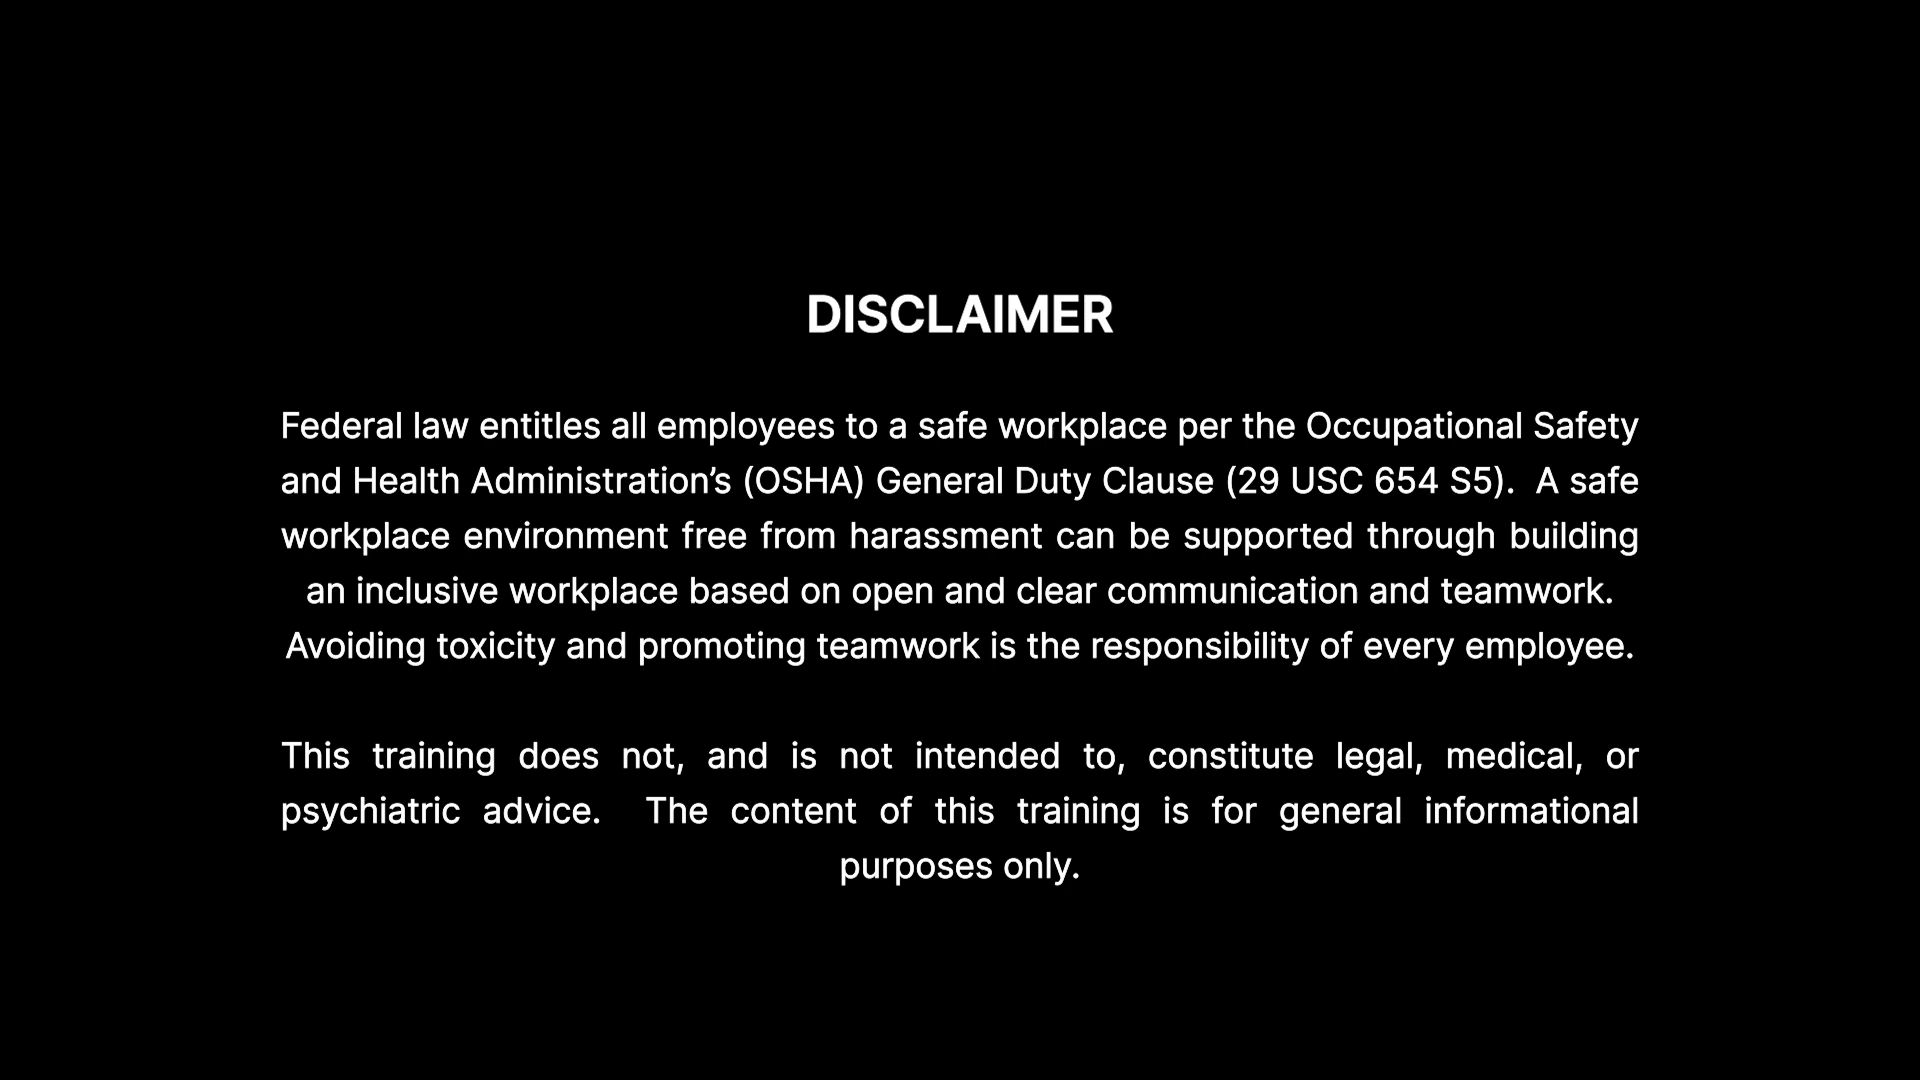 DISCLAIMER
Federal law entitles all employees to a safe workplace per the Occupational Safety
and Health Administration’s (OSHA) General Duty Clause (29 USC 654 S5).  A safe
workplace environment free from harassment can be supported through building
an inclusive workplace based on open and clear communication and teamwork.
Avoiding toxicity and promoting teamwork is the responsibility of every employee.
This training does not, and is not intended to, constitute legal, medical, or
psychiatric advice.  The content of this training is for general informational
purposes only.